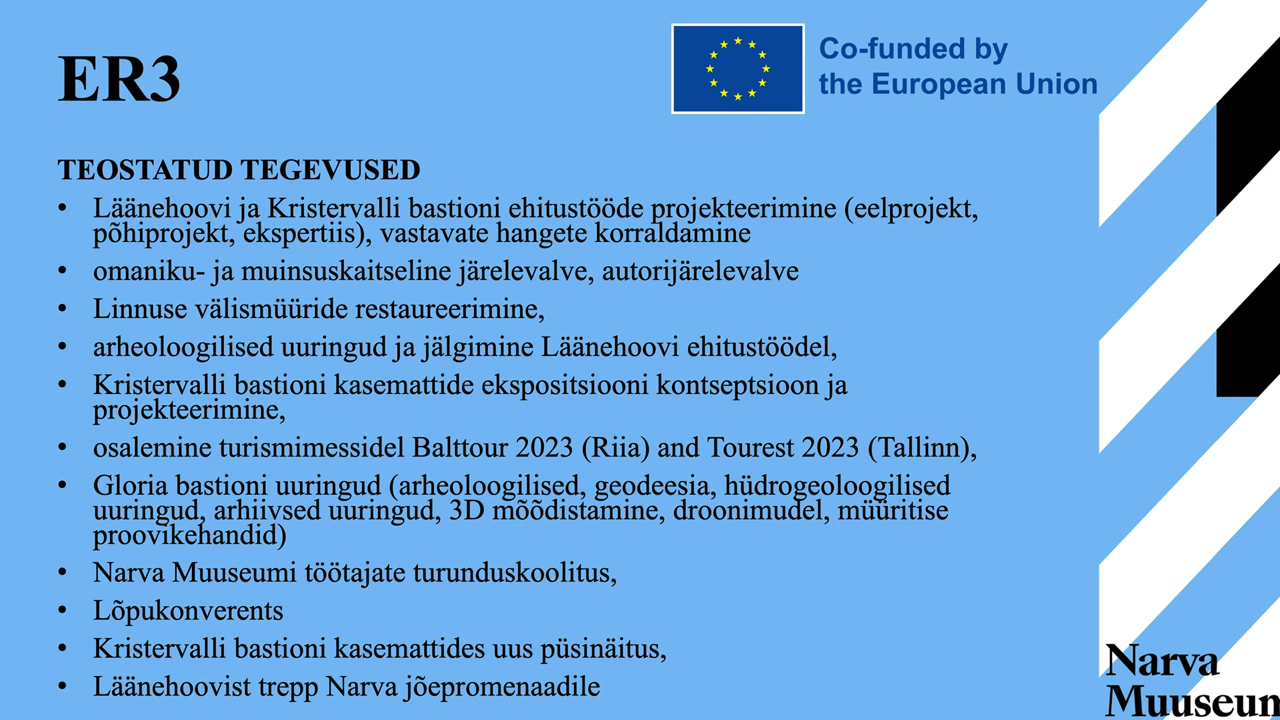 ER3
Co-funded by
the European Union
TEOSTATUD TEGEVUSED
• Läänehoovi ja Kristervalli bastioni ehitustööde projekteerimine (eelprojekt,
põhiprojekt, ekspertiis), vastavate hangete korraldamine
• omaniku- ja muinsuskaitseline järelevalve, autorijärelevalve
• Linnuse välismüüride restaureerimine,
• arheoloogilised uuringud ja jälgimine Läänehoovi ehitustöödel,
• Kristervalli bastioni kasemattide ekspositsiooni kontseptsioon ja
projekteerimine,
• osalemine turismimessidel Balttour 2023 (Riia) and Tourest 2023 (Tallinn),
• Gloria bastioni uuringud (arheoloogilised, geodeesia, hüdrogeoloogilised
uuringud, arhiivsed uuringud, 3D mõõdistamine, droonimudel, müüritise
proovikehandid)
• Narva Muuseumi töötajate turunduskoolitus,
• Lõpukonverents
• Kristervalli bastioni kasemattides uus püsinäitus,
• Läänehoovist trepp Narva jõepromenaadile
Narva
Muuseum